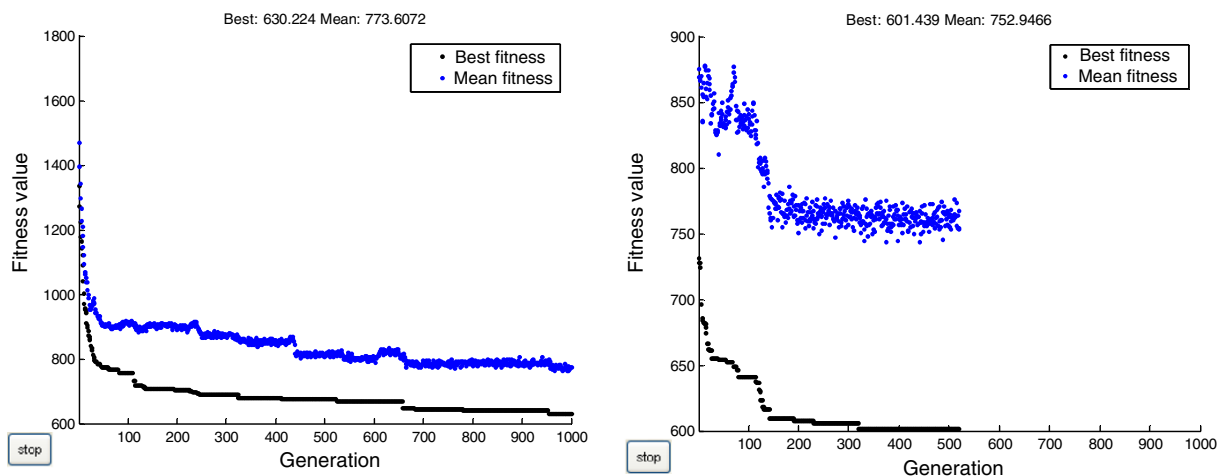 Best: 630.224 Mean: 773.6072
1800
1600
1400
1200
1000
800
600
Fitness value
Best fitness
Mean fitness
100 200 300 400 500 600 700 800 900 1000
Generation
stop
Best: 601.439 Mean: 752.9466
900
850
800
750
700
650
600
Fitness value
Best fitness
Mean fitness
100 200 300 400 500 600 700 800 900 1000
Generation
stop